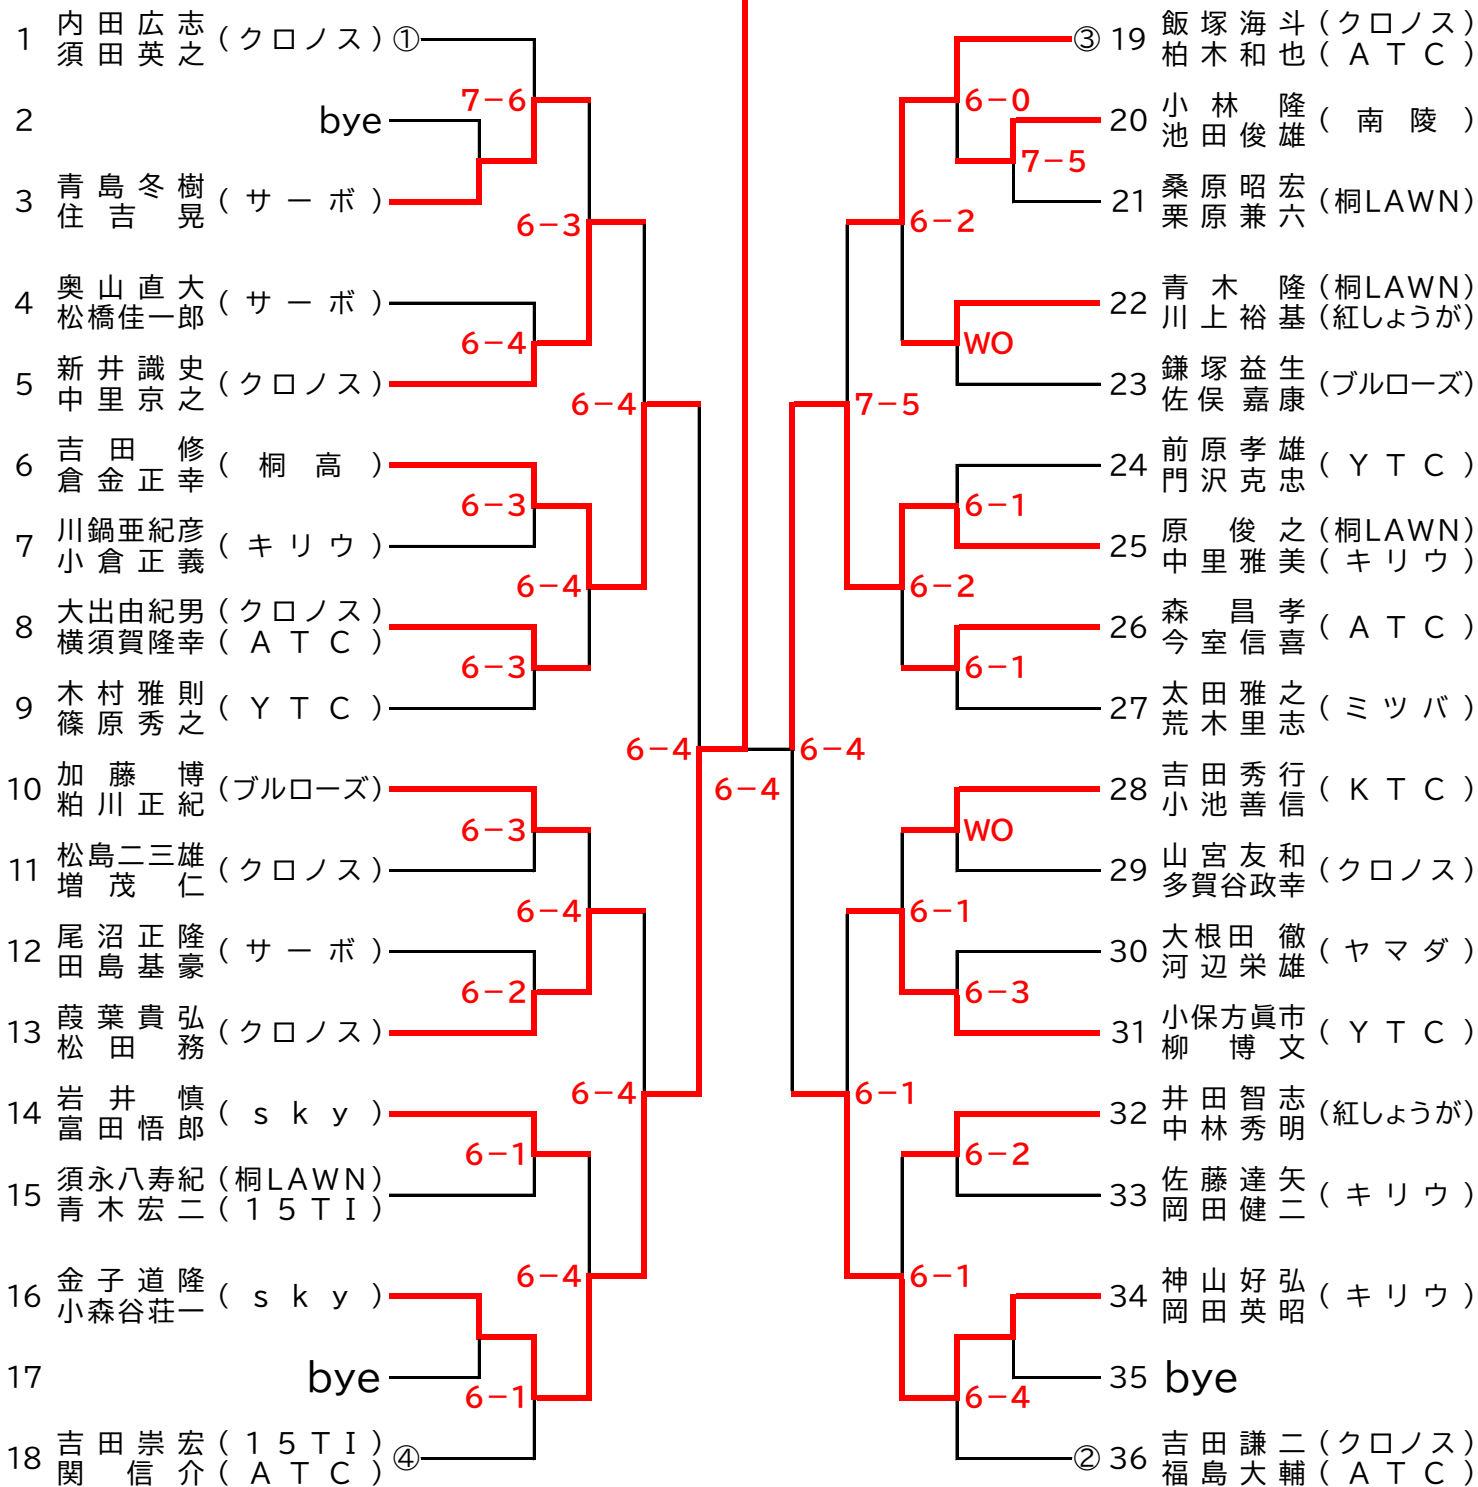 1 内田広志 (クロノス) ①
須田英之
7-6
2 bye
3 青島冬樹 (サーボ)
住吉 晃
6-3
4 奥山直大 (サーボ)
松橋佳一郎
6-4
5 新井識史 (クロノス)
中里京之
6-4
6 吉田 修 (桐高)
倉金正幸
6-3
7 川鍋亜紀彦 (キリウ)
小倉正義
6-4
8 大出由紀男 (クロノス)
横須賀隆幸 (ATC)
6-3
9 木村雅則 (YTC)
篠原秀之
6-4
10 加藤 博 (ブルローズ)
粕川正紀
6-3
11 松島二三雄 (クロノス)
増茂 仁
6-4
12 尾沼正隆 (サーボ)
田島基豪
6-2
13 葭葉貴弘 (クロノス)
松田 務
6-4
14 岩井 慎 (sky)
富田悟郎
6-1
15 須永八寿紀 (桐LAWN)
青木宏二 (15TI)
6-4
16 金子道隆 (sky)
小森谷荘一
17 bye
6-1
18 吉田崇宏 (15TI) ④
関 信介 (ATC)
6-4
③ 19 飯塚海斗 (クロノス)
柏木和也 (ATC)
6-0
20 小林 隆 (南陵)
池田俊雄
7-5
21 桑原昭宏 (桐LAWN)
栗原兼六
6-2
22 青木 隆 (桐LAWN)
川上裕基 (紅しょうが)
WO
23 鎌塚益生 (ブルローズ)
佐俣嘉康
7-5
24 前原孝雄 (YTC)
門沢克忠
6-1
25 原 俊之 (桐LAWN)
中里雅美 (キリウ)
6-2
26 森 昌孝 (ATC)
今室信喜
6-1
27 太田雅之 (ミツバ)
荒木里志
6-4
28 吉田秀行 (KTC)
小池善信
WO
29 山宮友和 (クロノス)
多賀谷政幸
6-1
30 大根田 徹 (ヤマダ)
河辺栄雄
6-3
31 小保方眞市 (YTC)
柳 博文
6-1
32 井田智志 (紅しょうが)
中林秀明
6-2
33 佐藤達矢 (キリウ)
岡田健二
6-1
34 神山好弘 (キリウ)
岡田英昭
35 bye
6-4
② 36 吉田謙二 (クロノス)
福島大輔 (ATC)